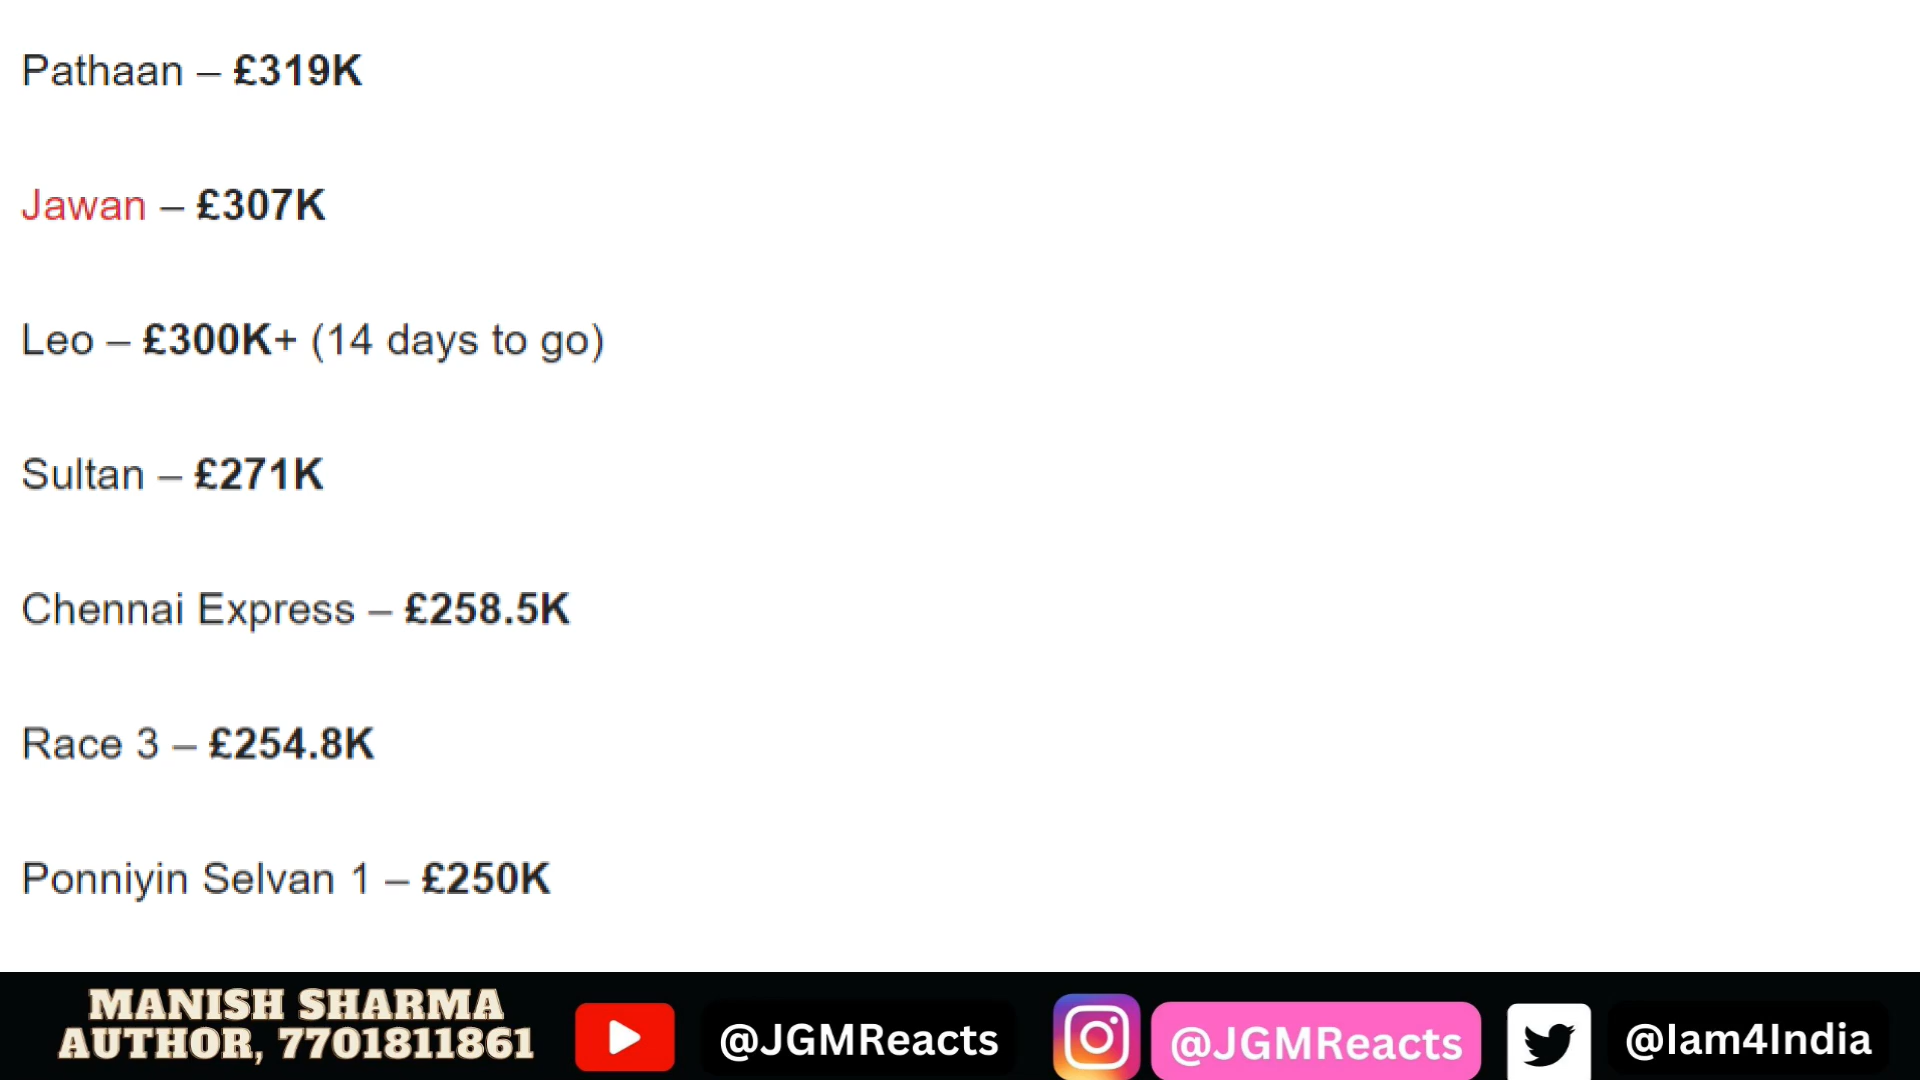 Pathaan – £319K
Jawan – £307K
Leo – £300K+ (14 days to go)
Sultan – £271K
Chennai Express – £258.5K
Race 3 – £254.8K
Ponniyin Selvan 1 – £250K
MANISH SHARMA
AUTHOR, 7701811861
@JGMReacts
@JGMReacts
@Iam4India